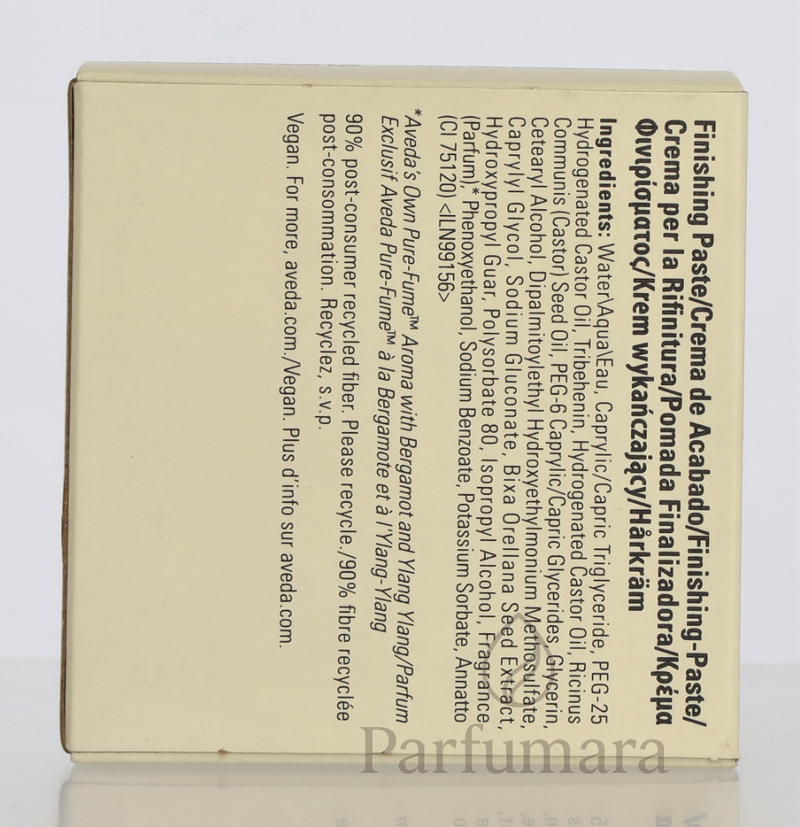 Finishing Paste/Crema de Acabado/Finishing-Paste/
Crema per la Rifinitura/Pomada Finalizadora/Κρέμα
Φινιρίσματος/Krem wykańczający/Hårkräm
Ingredients: Water\Aqua\Eau, Caprylic/Capric Triglyceride, PEG-25
Hydrogenated Castor Oil, Tribehenin, Hydrogenated Castor Oil, Ricinus
Communis (Castor) Seed Oil, PEG-6 Caprylic/Capric Glycerides, Glycerin,
Cetearyl Alcohol, Dipalmitoylethyl Hydroxyethylmonium Methosulfate,
Caprylyl Glycol, Sodium Gluconate, Bixa Orellana Seed Extract,
Hydroxypropyl Guar, Polysorbate 80, Isopropyl Alcohol, Fragrance
(Parfum),* Phenoxyethanol, Sodium Benzoate, Potassium Sorbate, Annatto
(CI 75120) <ILN99156>
*Aveda's Own Pure-Fume™ Aroma with Bergamot and Ylang Ylang/Parfum
Exclusif Aveda Pure-Fume™ à la Bergamote et à l'Ylang-Ylang
90% post-consumer recycled fiber. Please recycle./90% fibre recyclée
post-consommation. Recyclez, s.v.p.
Vegan. For more, aveda.com./Vegan. Plus d'info sur aveda.com.
Parfumara